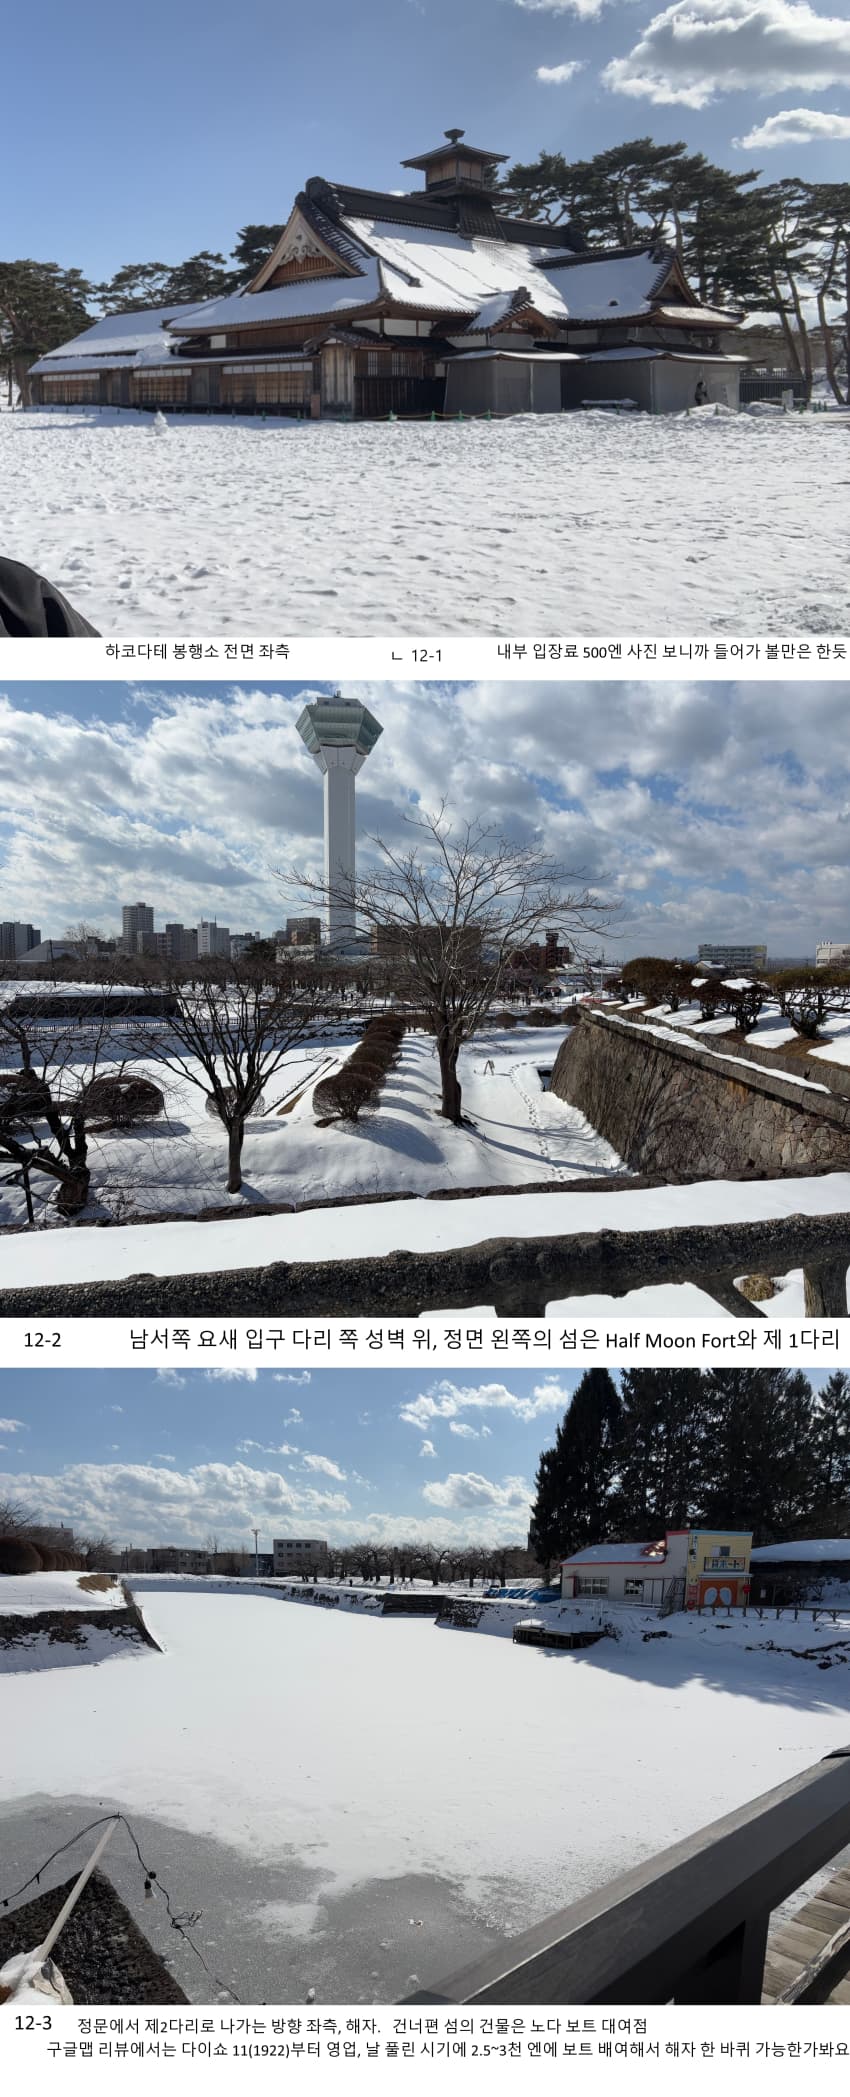 하코다테 봉행소 전면 좌측 ㄴ 12-1 내부 입장료 500엔 사진 보니까 들어가 볼만은 한듯
12-2 남서쪽 요새 입구 다리 쪽 성벽 위, 정면 왼쪽의 섬은 Half Moon Fort와 제 1다리
貸ボート
12-3 정문에서 제2다리로 나가는 방향 좌측, 해자. 건너편 섬의 건물은 노다 보트 대여점
구글맵 리뷰에서는 다이쇼 11(1922)부터 영업, 날 풀린 시기에 2.5~3천 엔에 보트 배여해서 해자 한 바퀴 가능한가봐요